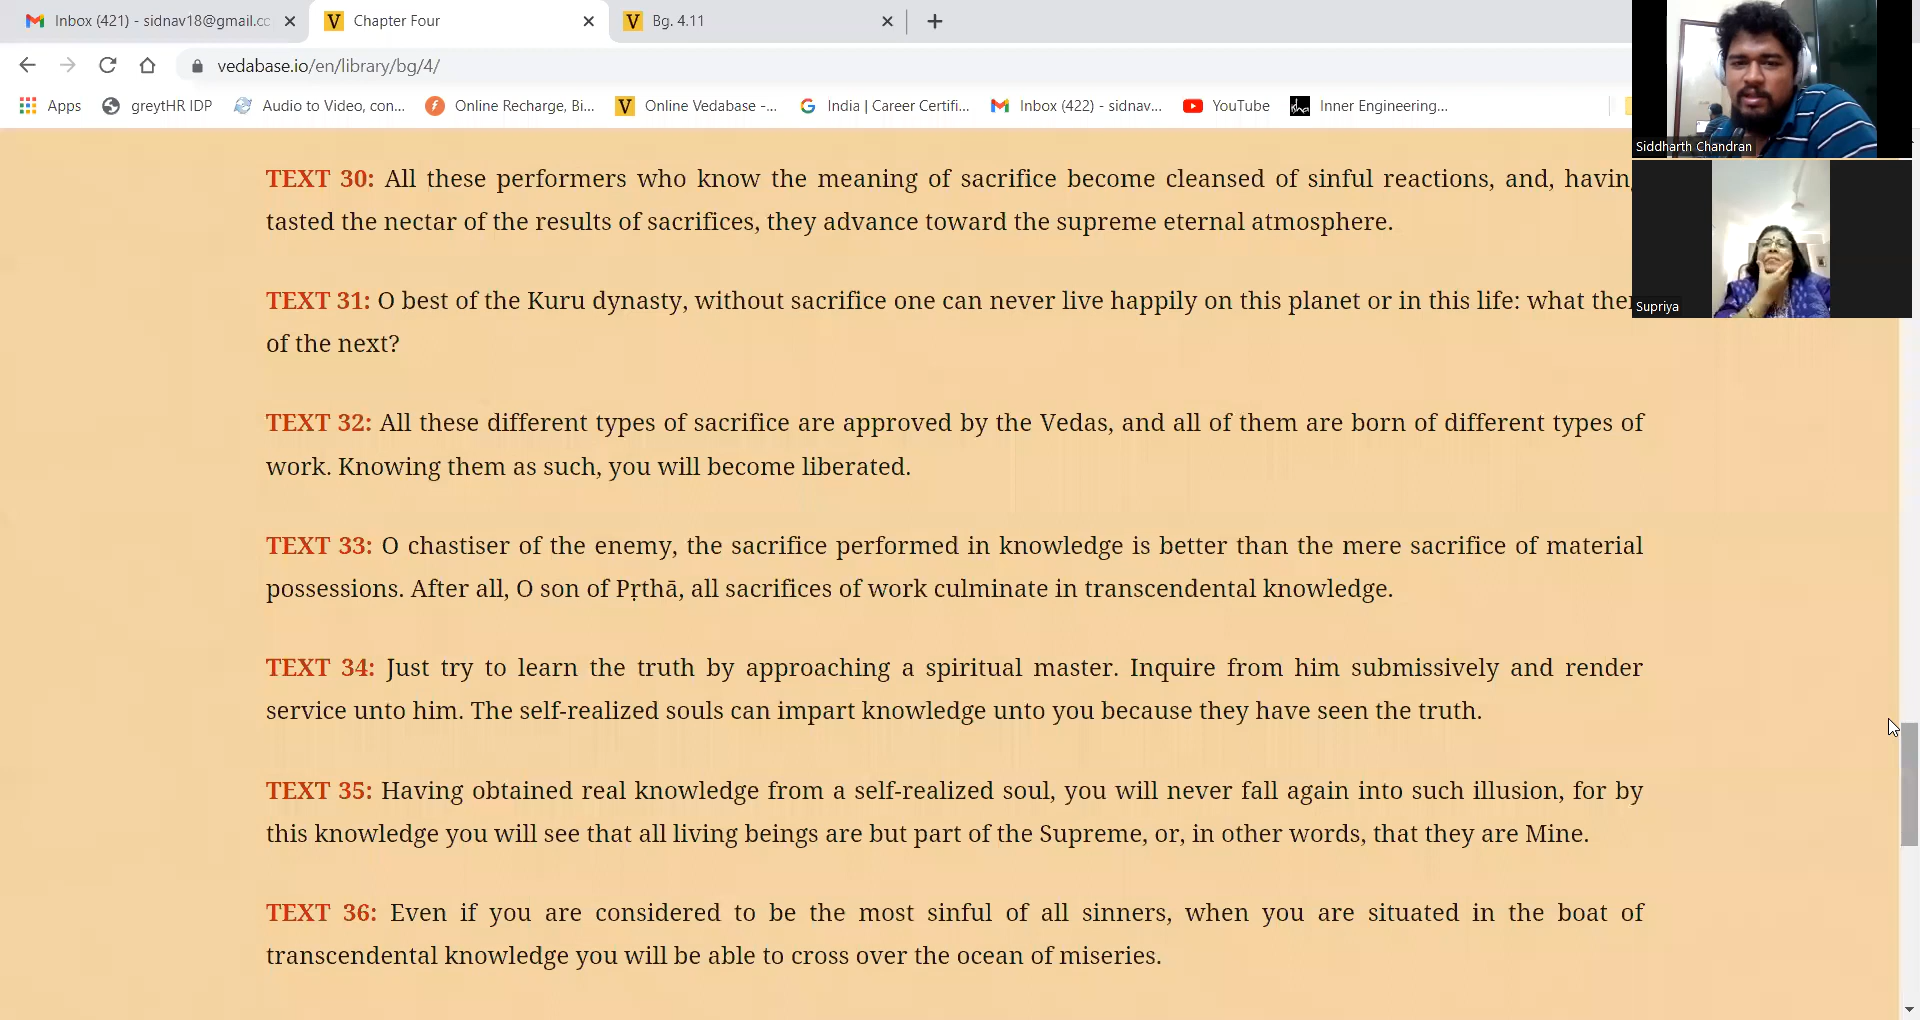 Inbox (421) - sidnav18@gmail.cc
Chapter Four
Bg. 4.11
vedabase.io/en/library/bg/4/
Apps greytHR IDP Audio to Video, con... Online Recharge, Bi... Online Vedabase -... India | Career Certifi... Inbox (422) - sidnav... YouTube Inner Engineering...
Siddharth Chandran
Supriya
TEXT 30: All these performers who know the meaning of sacrifice become cleansed of sinful reactions, and, having
tasted the nectar of the results of sacrifices, they advance toward the supreme eternal atmosphere.
TEXT 31: O best of the Kuru dynasty, without sacrifice one can never live happily on this planet or in this life: what then
of the next?
TEXT 32: All these different types of sacrifice are approved by the Vedas, and all of them are born of different types of
work. Knowing them as such, you will become liberated.
TEXT 33: O chastiser of the enemy, the sacrifice performed in knowledge is better than the mere sacrifice of material
possessions. After all, O son of Pṛthā, all sacrifices of work culminate in transcendental knowledge.
TEXT 34: Just try to learn the truth by approaching a spiritual master. Inquire from him submissively and render
service unto him. The self-realized souls can impart knowledge unto you because they have seen the truth.
TEXT 35: Having obtained real knowledge from a self-realized soul, you will never fall again into such illusion, for by
this knowledge you will see that all living beings are but part of the Supreme, or, in other words, that they are Mine.
TEXT 36: Even if you are considered to be the most sinful of all sinners, when you are situated in the boat of
transcendental knowledge you will be able to cross over the ocean of miseries.